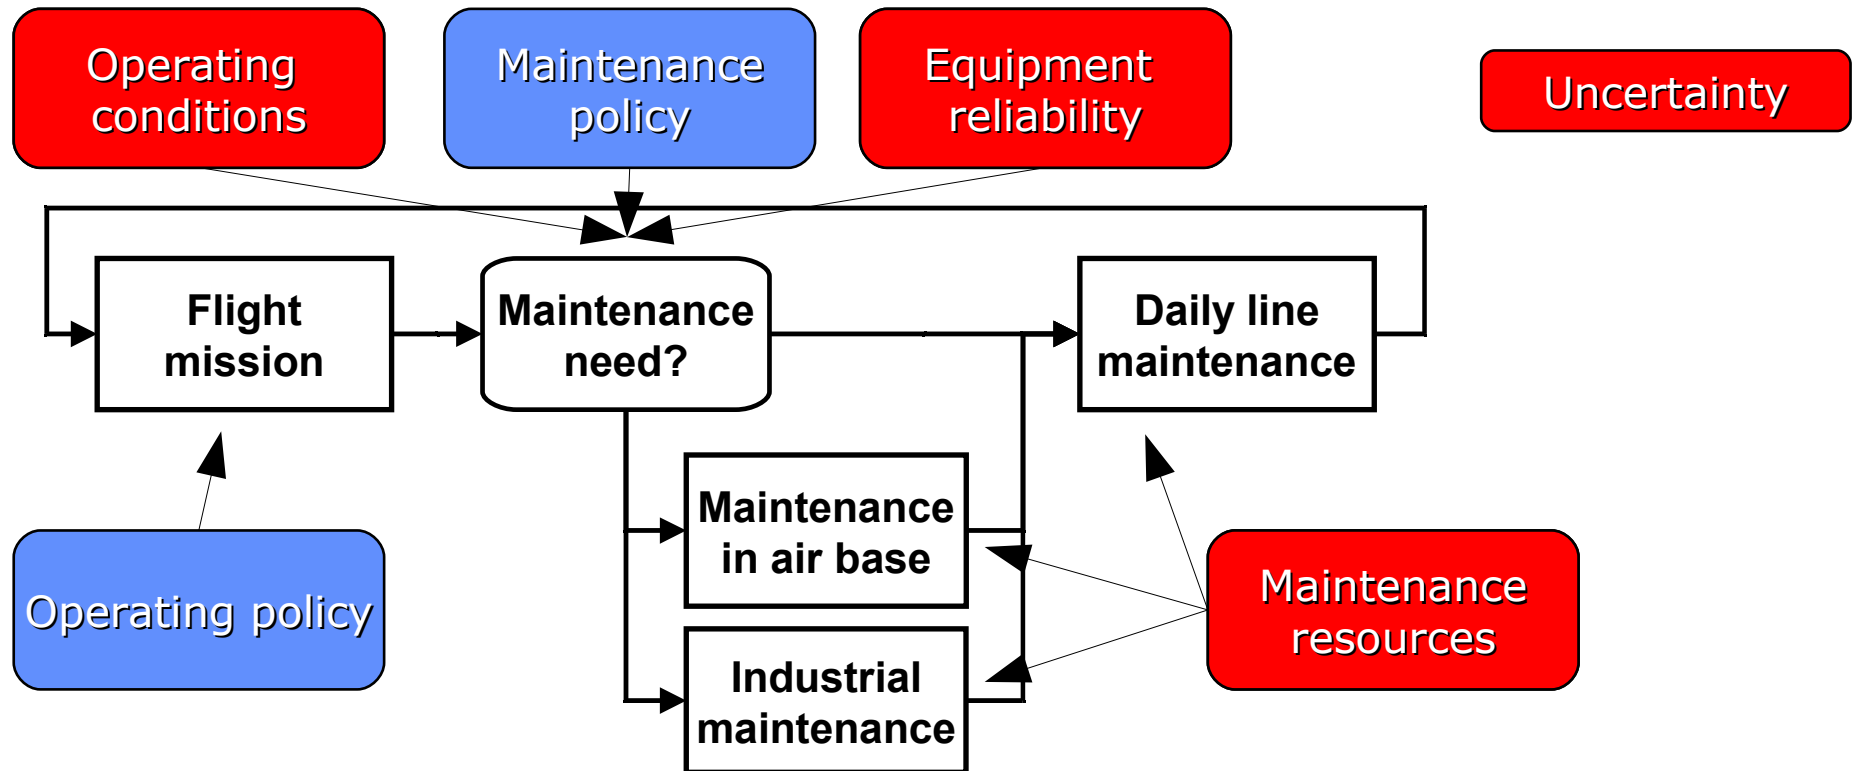 Operating
conditions
Maintenance
policy
Equipment
reliability
Uncertainty
Flight
mission
Maintenance
need?
Daily line
maintenance
Maintenance
in air base
Operating policy
Maintenance
resources
Industrial
maintenance